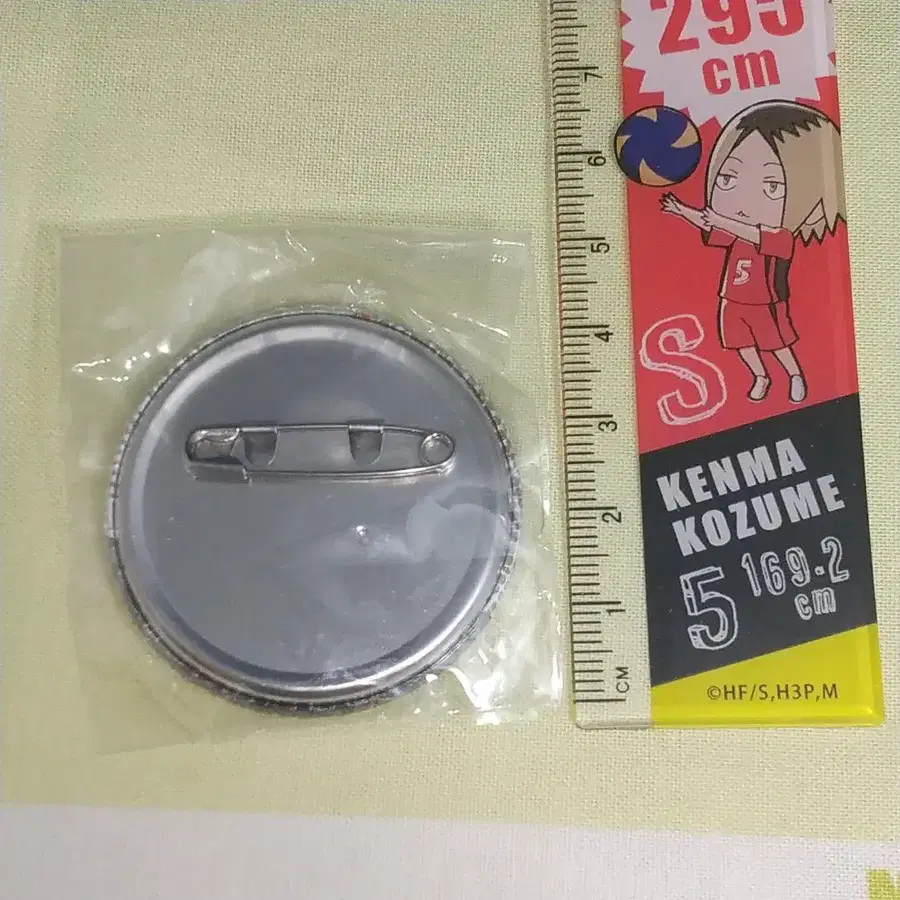 295
cm
7
6
5
4
3
2
1
CM
5
S
KENMA
KOZUME
5 169.2
cm
©HF/S,H3P,M